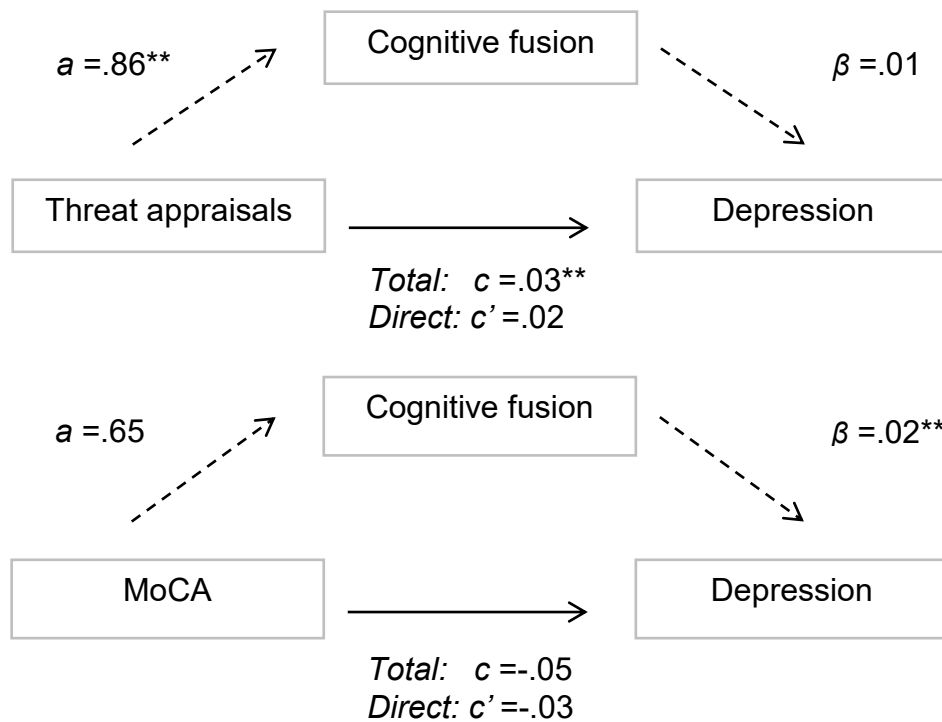 Cognitive fusion
a =.86**
β =.01
Threat appraisals
Depression
Total: c =.03**
Direct: c’ =.02
Cognitive fusion
a =.65
β =.02**
MoCA
Depression
Total: c =-.05
Direct: c’ =-.03